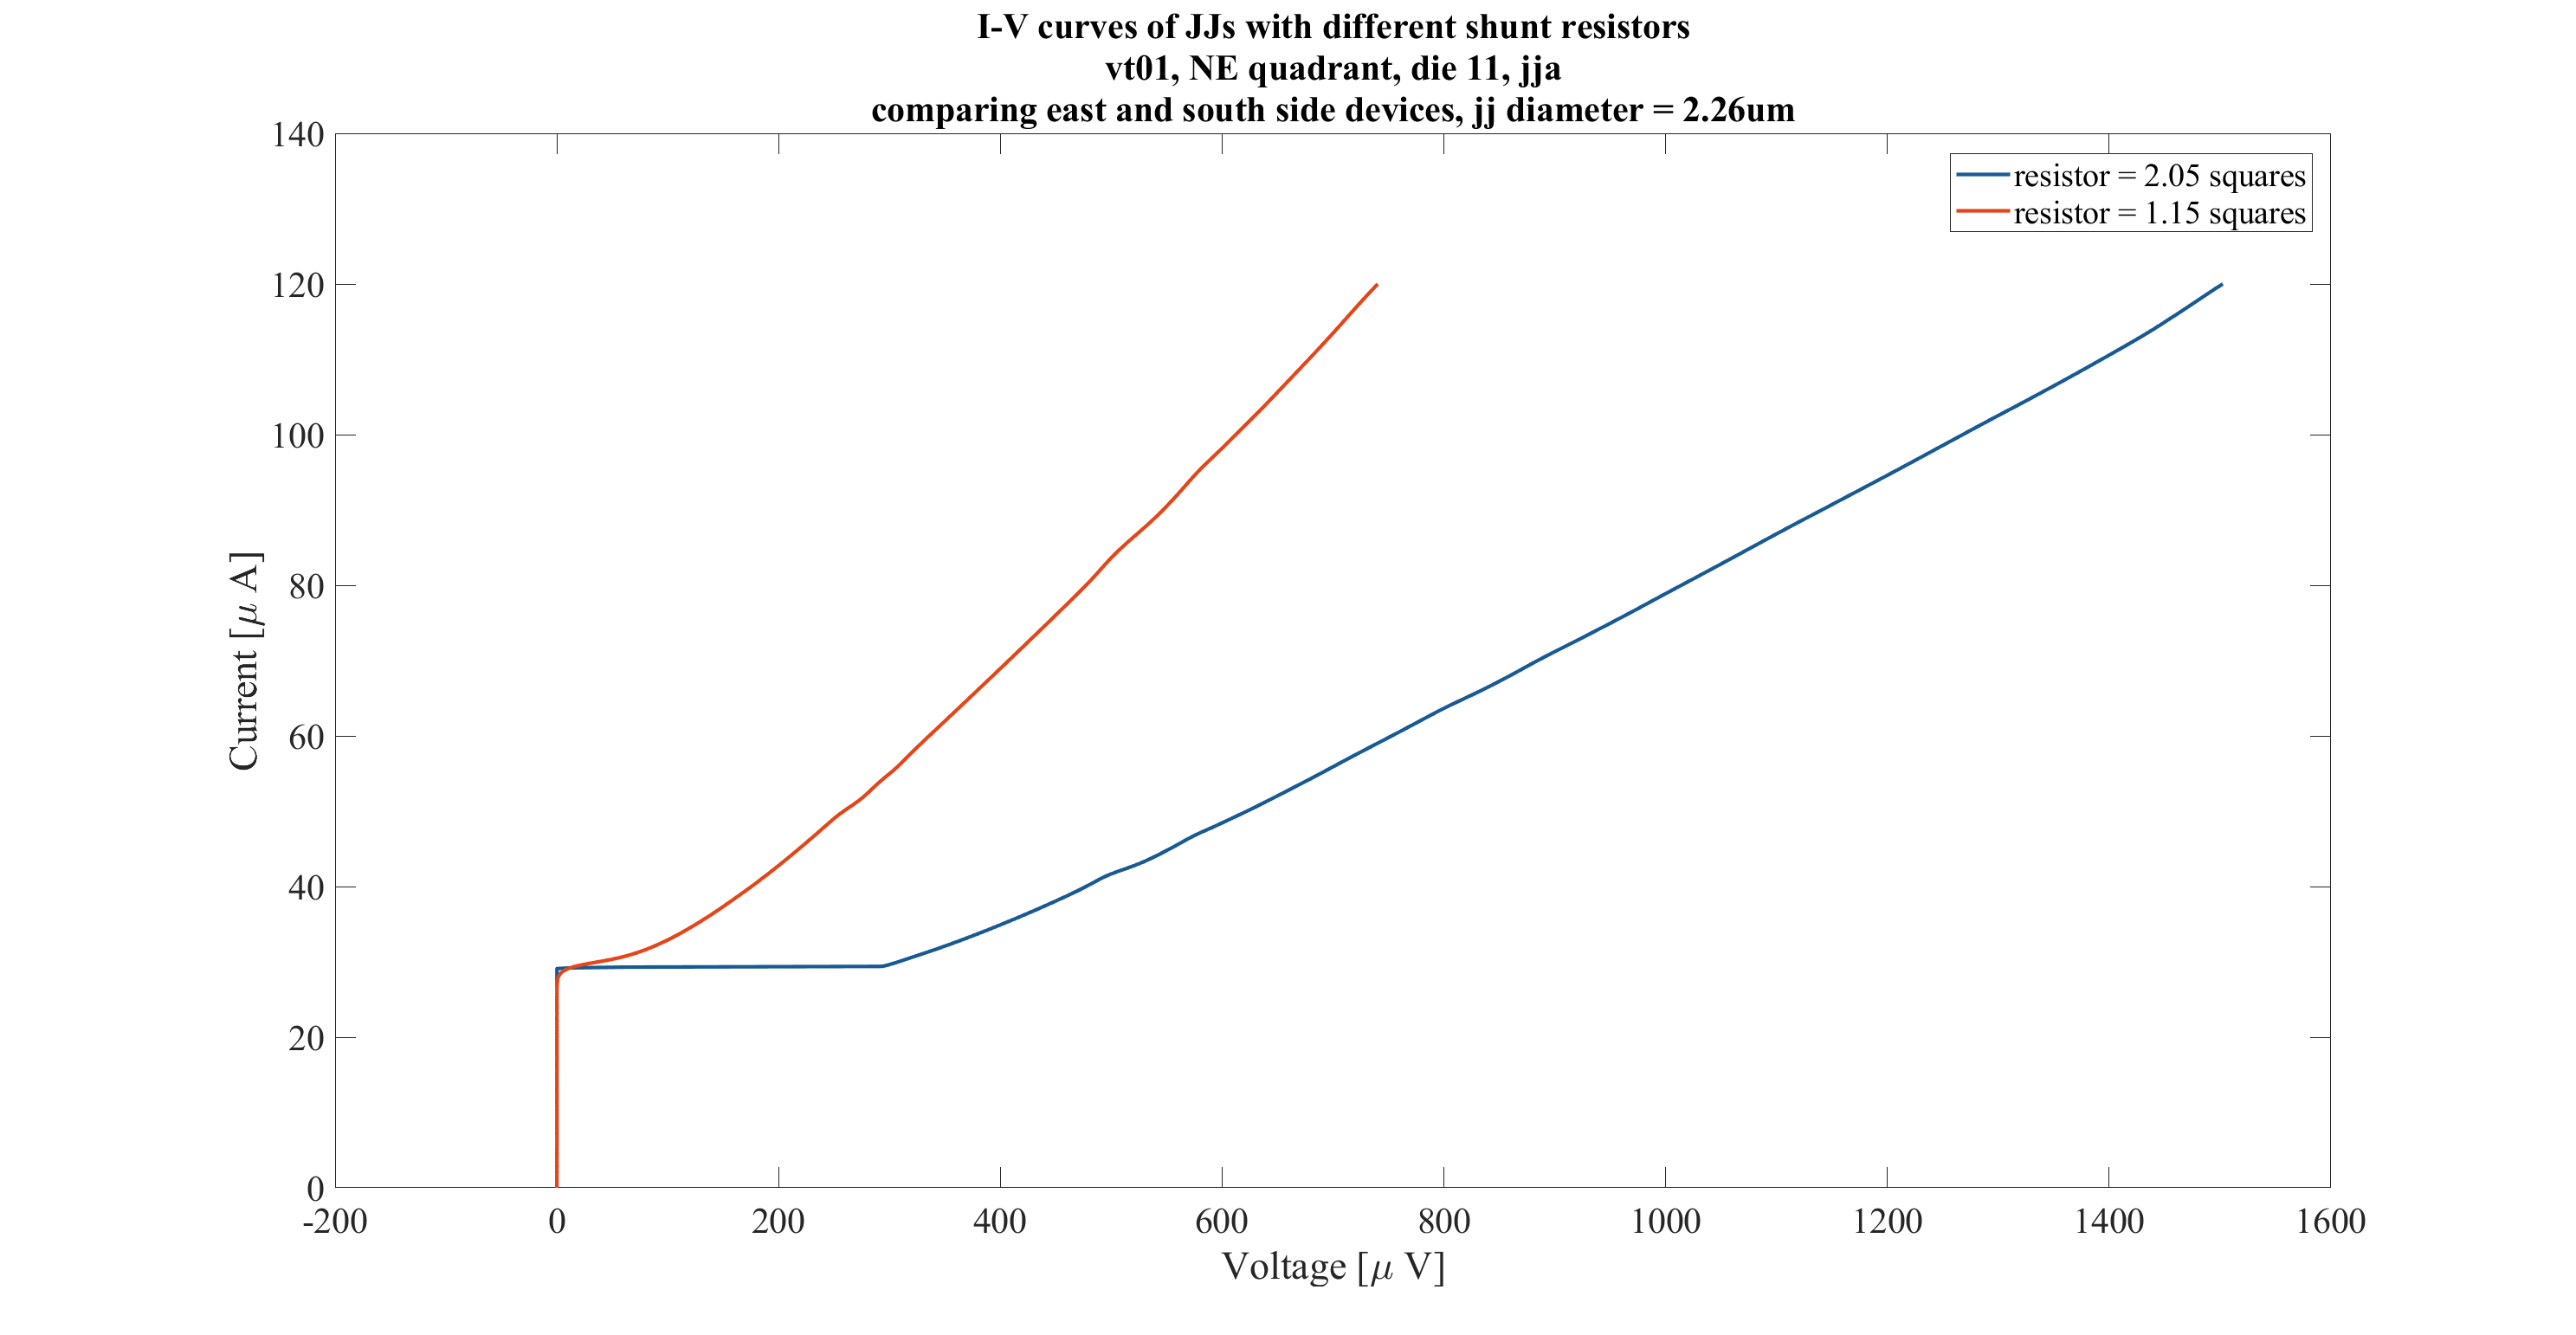 I-V curves of JJs with different shunt resistors
vt01, NE quadrant, die 11, jja
comparing east and south side devices, jj diameter = 2.26um
140
120
100
80
60
40
20
0
Current [μ A]
resistor = 2.05 squares
resistor = 1.15 squares
-200 0 200 400 600 800 1000 1200 1400 1600
Voltage [μ V]